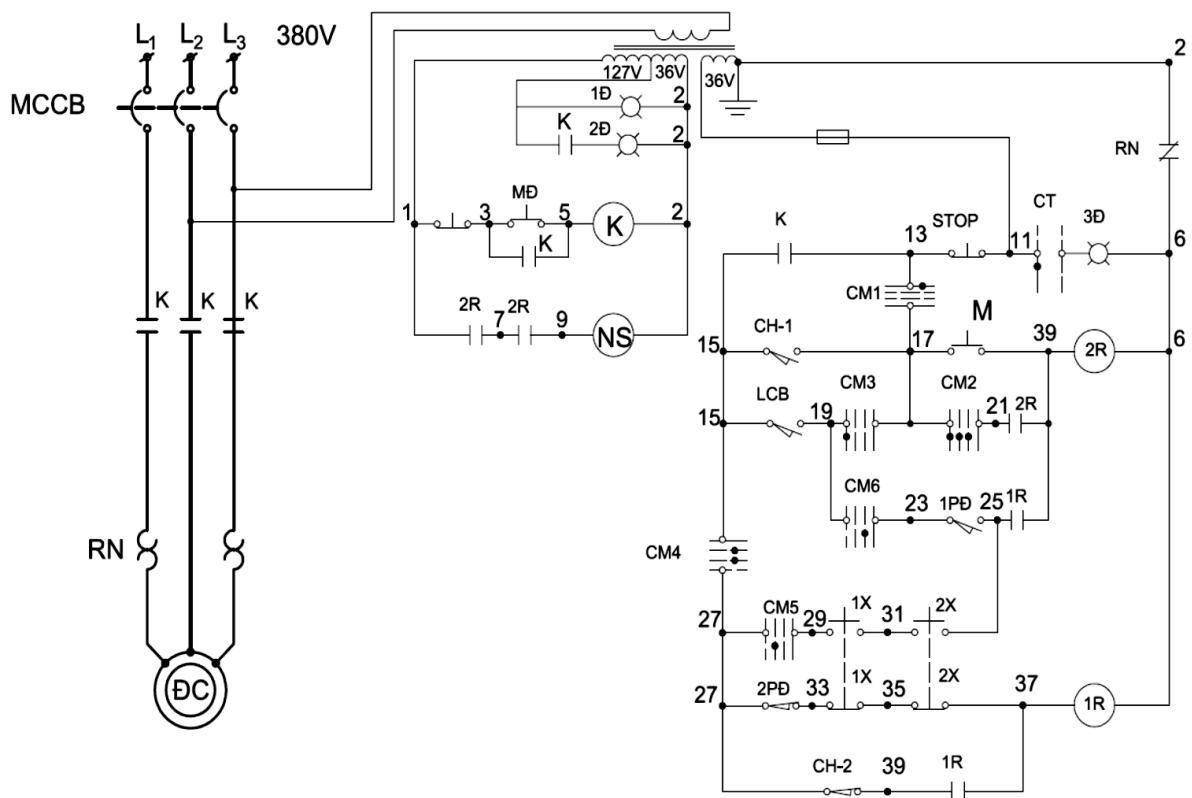 L1 L2 L3 380V
MCCB
127V 36V 36V
2
1Đ 2
K 2Đ 2
RN
1 3 MĐ 5 K 2
K
K 13 STOP 11 CT 3Đ 6
CM1
M
2R 7 2R 9 NS
15 CH-1 17 39 2R 6
K K K
15 LCB 19 CM3 CM2 21 2R
CM6 23 1PĐ 25 1R
RN
CM4
27 CM5 29 1X 31 2X
ĐC
27 2PĐ 33 1X 35 2X 37 1R
CH-2 39 1R